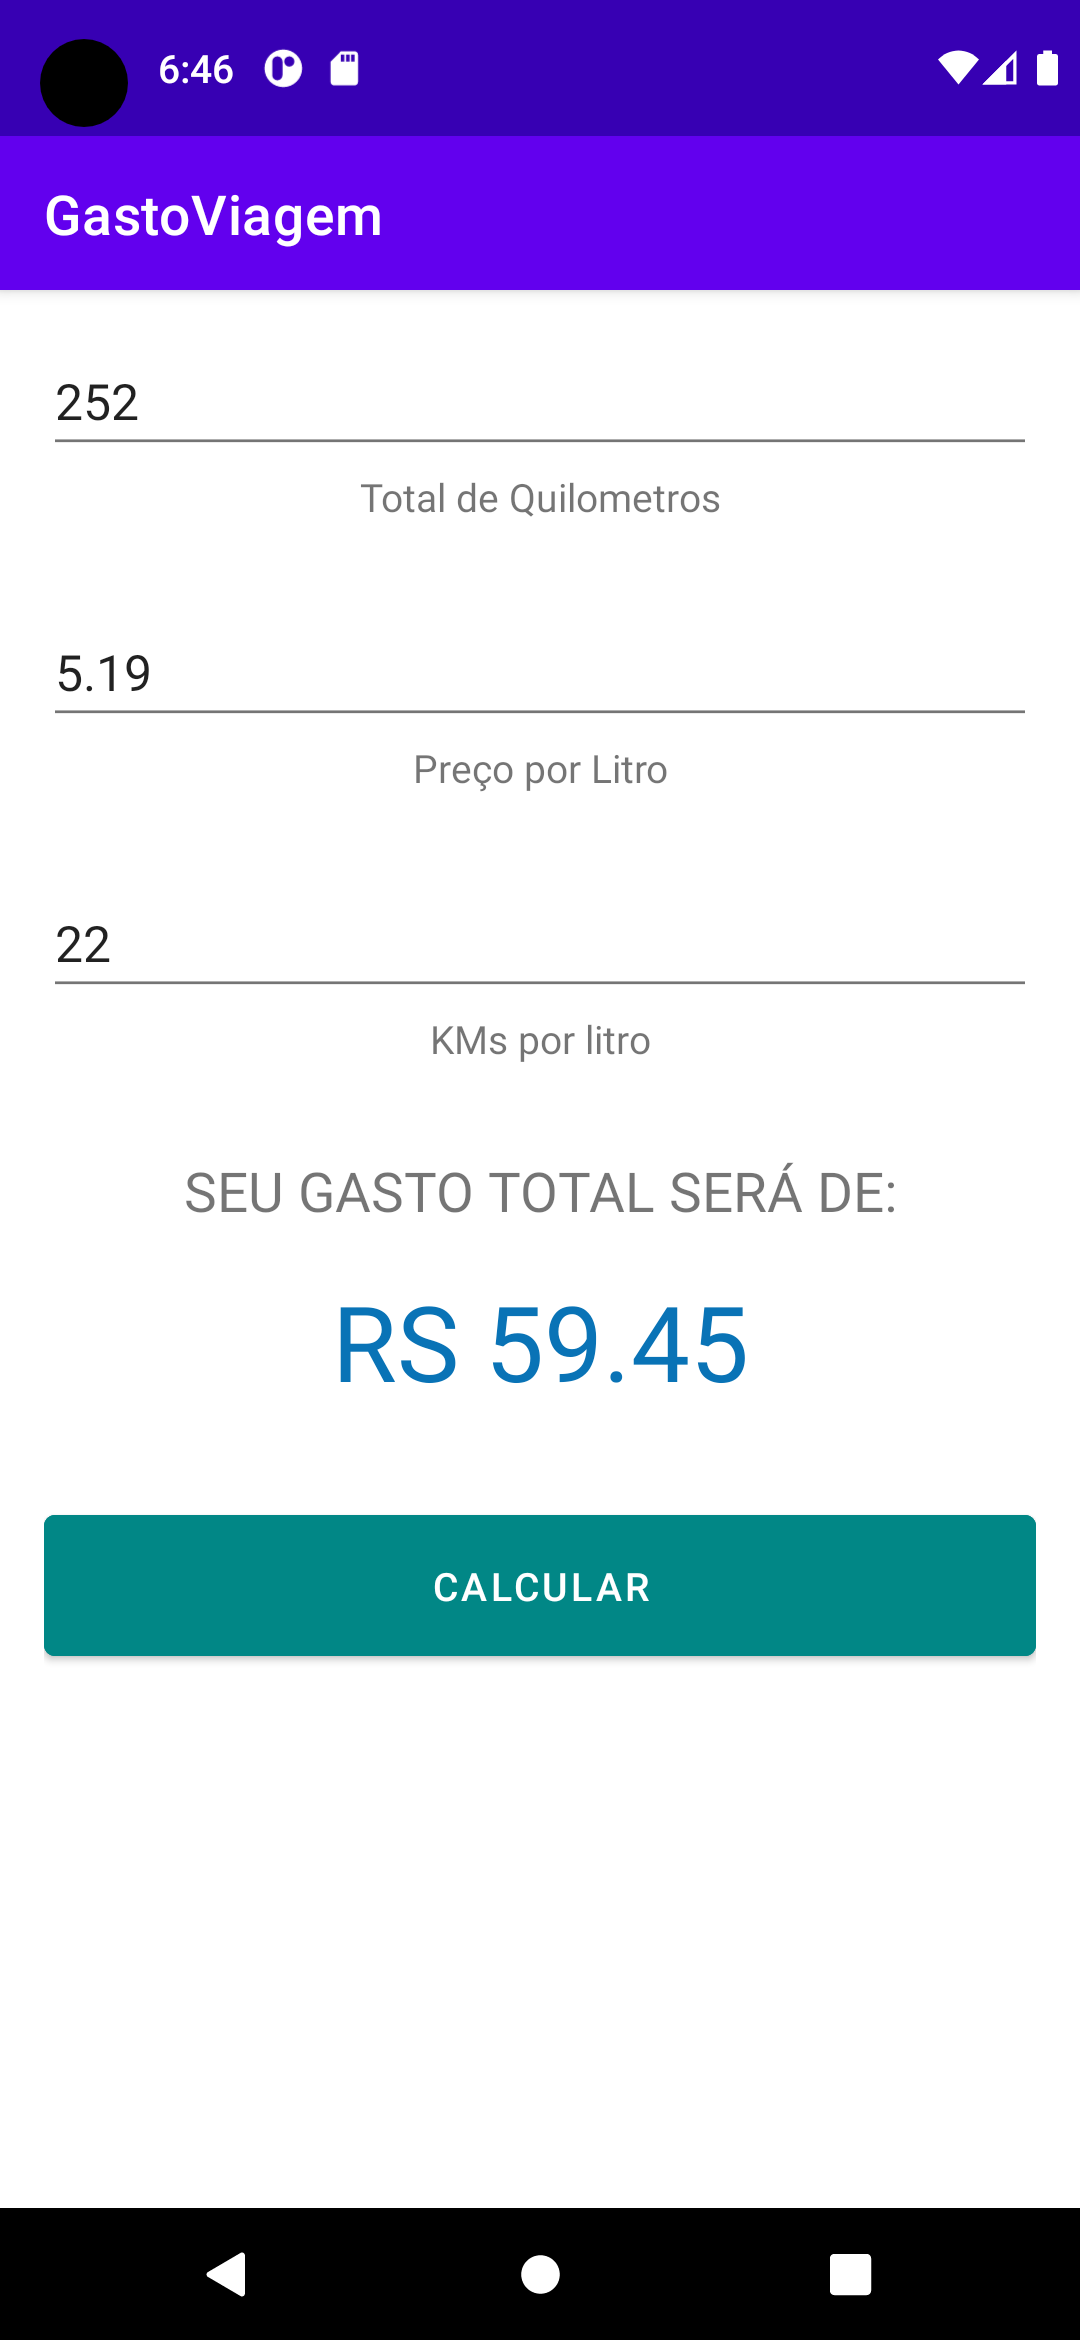 6:46
GastoViagem
252
Total de Quilometros
5.19
Preço por Litro
22
KMs por litro
SEU GASTO TOTAL SERÁ DE:
RS 59.45
CALCULAR